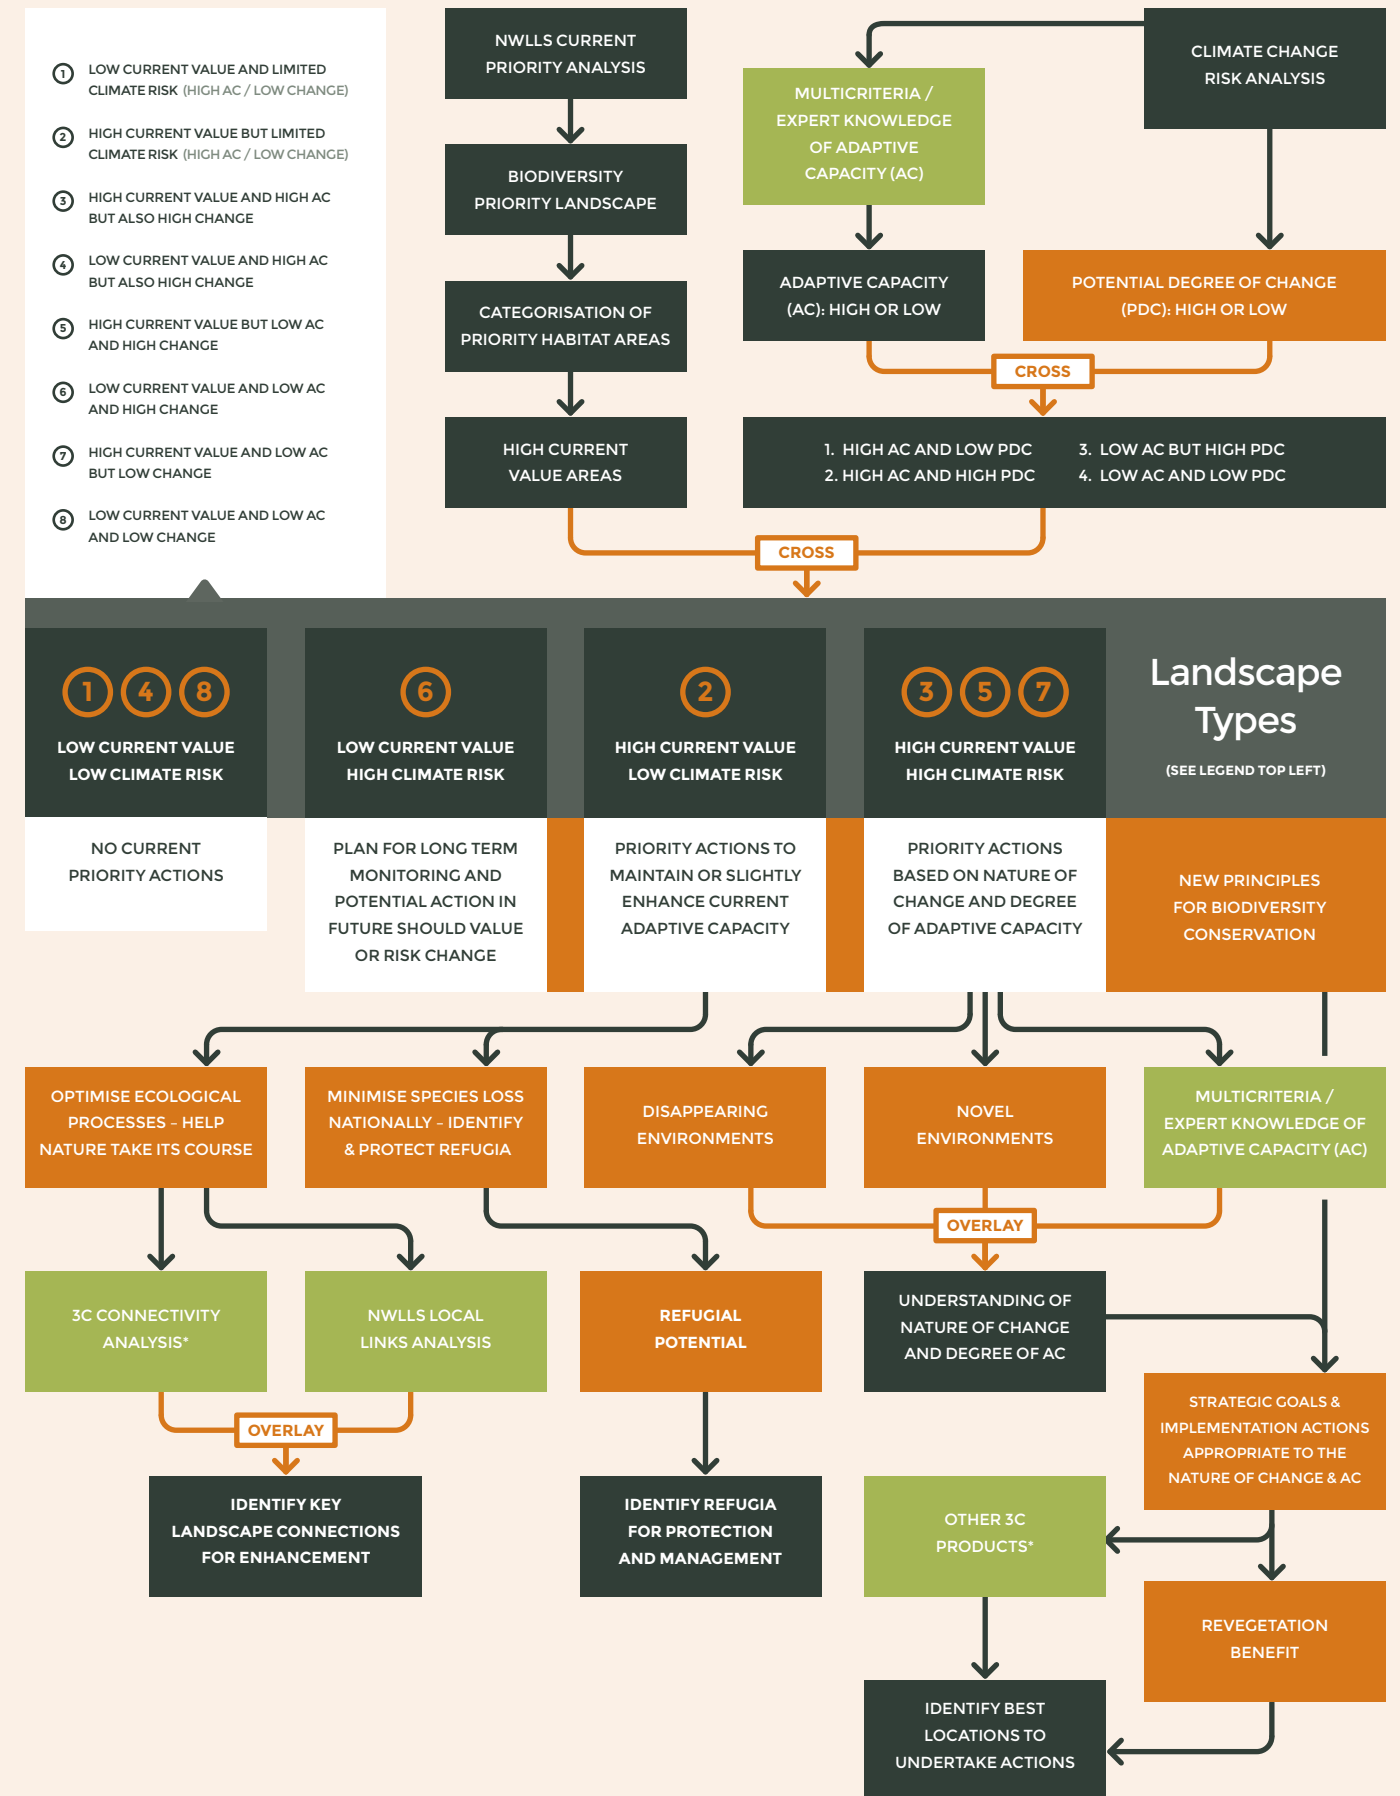 1 LOW CURRENT VALUE AND LIMITED
CLIMATE RISK (HIGH AC / LOW CHANGE)
2 HIGH CURRENT VALUE BUT LIMITED
CLIMATE RISK (HIGH AC / LOW CHANGE)
3 HIGH CURRENT VALUE AND HIGH AC
BUT ALSO HIGH CHANGE
4 LOW CURRENT VALUE AND HIGH AC
BUT ALSO HIGH CHANGE
5 HIGH CURRENT VALUE BUT LOW AC
AND HIGH CHANGE
6 LOW CURRENT VALUE AND LOW AC
AND HIGH CHANGE
7 HIGH CURRENT VALUE AND LOW AC
BUT LOW CHANGE
8 LOW CURRENT VALUE AND LOW AC
AND LOW CHANGE
NWLLS CURRENT
PRIORITY ANALYSIS
BIODIVERSITY
PRIORITY LANDSCAPE
CATEGORISATION OF
PRIORITY HABITAT AREAS
HIGH CURRENT
VALUE AREAS
CLIMATE CHANGE
RISK ANALYSIS
MULTICRITERIA /
EXPERT KNOWLEDGE
OF ADAPTIVE
CAPACITY (AC)
ADAPTIVE CAPACITY
(AC): HIGH OR LOW
POTENTIAL DEGREE OF CHANGE
(PDC): HIGH OR LOW
CROSS
1. HIGH AC AND LOW PDC
2. HIGH AC AND HIGH PDC
3. LOW AC BUT HIGH PDC
4. LOW AC AND LOW PDC
CROSS
1 4 8
LOW CURRENT VALUE
LOW CLIMATE RISK
6
LOW CURRENT VALUE
HIGH CLIMATE RISK
2
HIGH CURRENT VALUE
LOW CLIMATE RISK
3 5 7
HIGH CURRENT VALUE
HIGH CLIMATE RISK
Landscape
Types
(SEE LEGEND TOP LEFT)
NO CURRENT
PRIORITY ACTIONS
PLAN FOR LONG TERM
MONITORING AND
POTENTIAL ACTION IN
FUTURE SHOULD VALUE
OR RISK CHANGE
PRIORITY ACTIONS TO
MAINTAIN OR SLIGHTLY
ENHANCE CURRENT
ADAPTIVE CAPACITY
PRIORITY ACTIONS
BASED ON NATURE OF
CHANGE AND DEGREE
OF ADAPTIVE CAPACITY
NEW PRINCIPLES
FOR BIODIVERSITY
CONSERVATION
OPTIMISE ECOLOGICAL
PROCESSES – HELP
NATURE TAKE ITS COURSE
MINIMISE SPECIES LOSS
NATIONALLY – IDENTIFY
& PROTECT REFUGIA
DISAPPEARING
ENVIRONMENTS
NOVEL
ENVIRONMENTS
MULTICRITERIA /
EXPERT KNOWLEDGE OF
ADAPTIVE CAPACITY (AC)
OVERLAY
3C CONNECTIVITY
ANALYSIS*
NWLLS LOCAL
LINKS ANALYSIS
REFUGIAL
POTENTIAL
UNDERSTANDING OF
NATURE OF CHANGE
AND DEGREE OF AC
STRATEGIC GOALS &
IMPLEMENTATION ACTIONS
APPROPRIATE TO THE
NATURE OF CHANGE & AC
OVERLAY
IDENTIFY KEY
LANDSCAPE CONNECTIONS
FOR ENHANCEMENT
IDENTIFY REFUGIA
FOR PROTECTION
AND MANAGEMENT
OTHER 3C
PRODUCTS*
REVEGETATION
BENEFIT
IDENTIFY BEST
LOCATIONS TO
UNDERTAKE ACTIONS